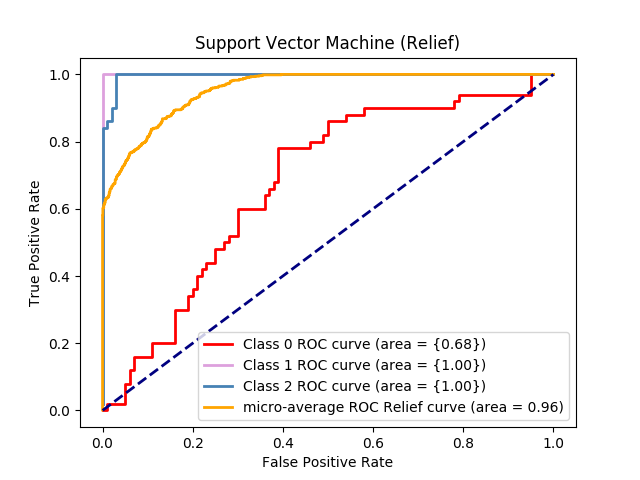 Support Vector Machine (Relief)
1.0
0.8
0.6
0.4
0.2
0.0
True Positive Rate
Class 0 ROC curve (area = {0.68})
Class 1 ROC curve (area = {1.00})
Class 2 ROC curve (area = {1.00})
micro-average ROC Relief curve (area = 0.96)
0.0 0.2 0.4 0.6 0.8 1.0
False Positive Rate